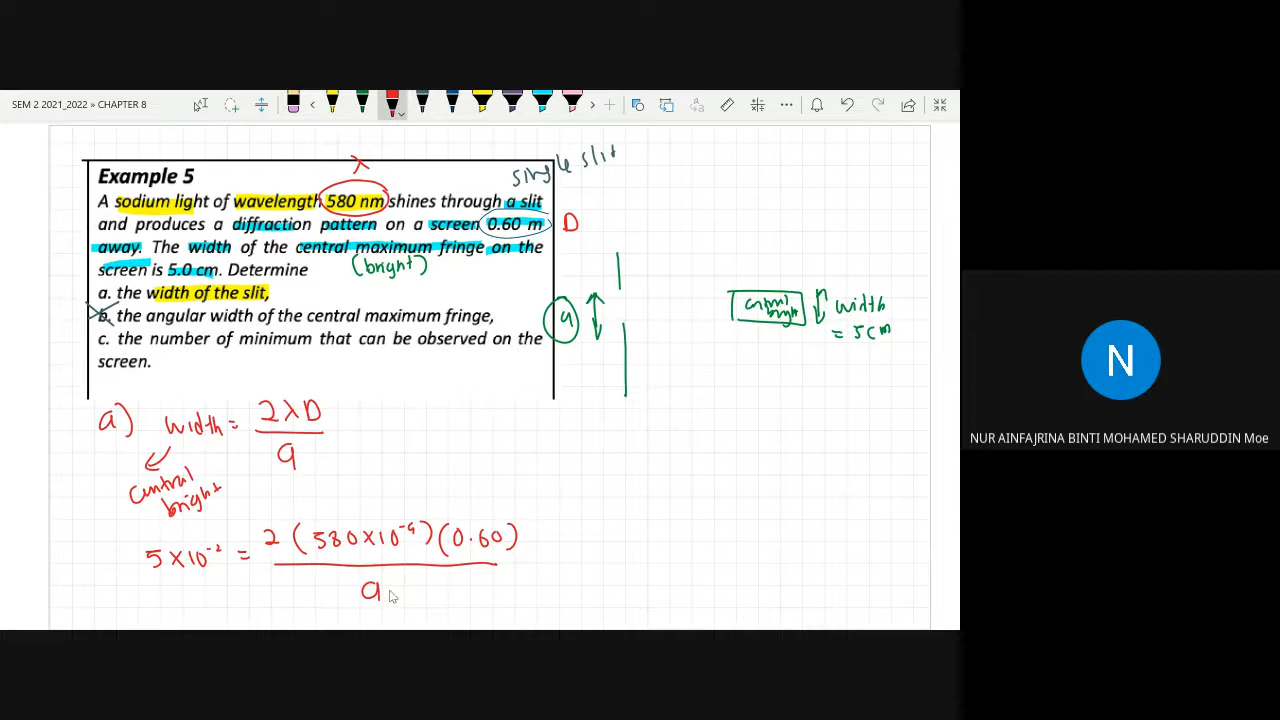 SEM 2 2021_2022 » CHAPTER 8
single slit
λ
Example 5
A sodium light of wavelength 580 nm shines through a slit
and produces a diffraction pattern on a screen 0.60 m
D
away. The width of the central maximum fringe on the
screen is 5.0 cm. Determine
(bright)
a. the width of the slit,
b. the angular width of the central maximum fringe,
c. the number of minimum that can be observed on the
screen.
a
central
bright
width
= 5cm
a) width = 2λD
a
central
bright
5×10⁻² = 2 (580×10⁻⁹)(0.60)
a
N
NUR AINFAJRINA BINTI MOHAMED SHARUDDIN Moe